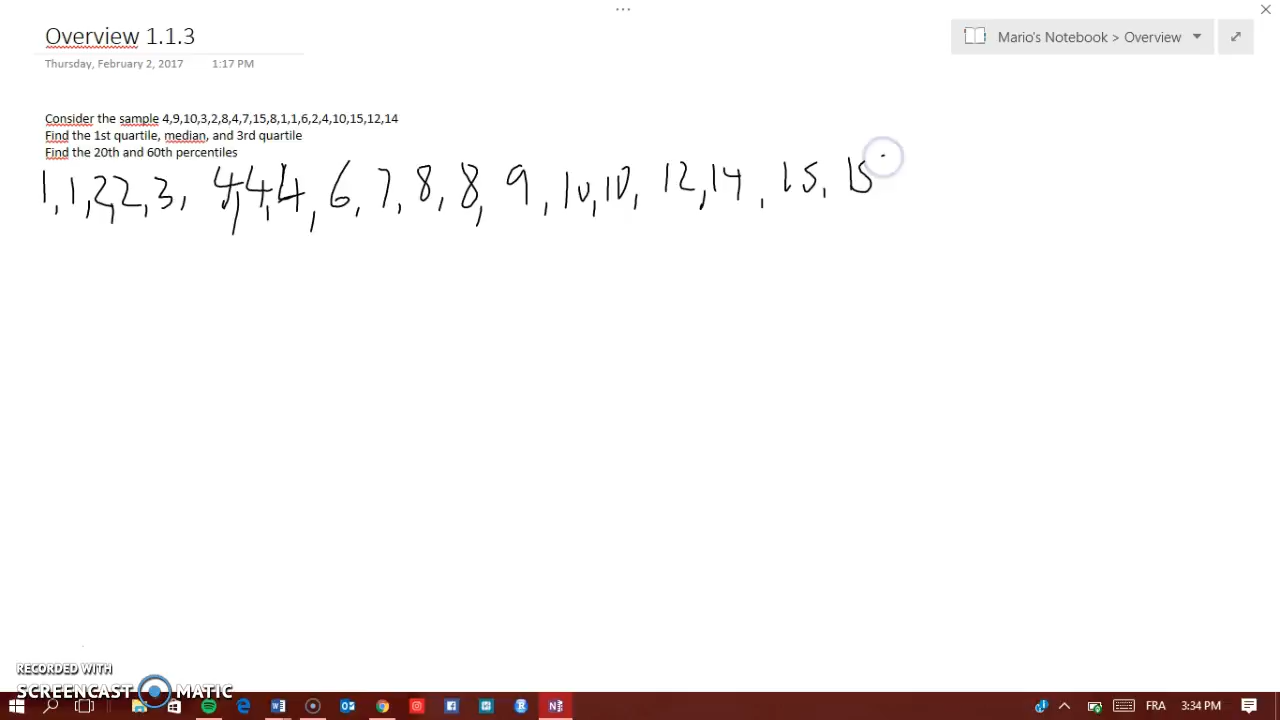 Overview 1.1.3
Mario's Notebook > Overview
Thursday, February 2, 2017 1:17 PM
Consider the sample 4,9,10,3,2,8,4,7,15,8,1,1,6,2,4,10,15,12,14
Find the 1st quartile, median, and 3rd quartile
Find the 20th and 60th percentiles
1,1,2,2,3,4,4,4,6,7,8,8,9,10,10,12,14,15,15
RECORDED WITH
SCREENCAST MATIC
FRA 3:34 PM